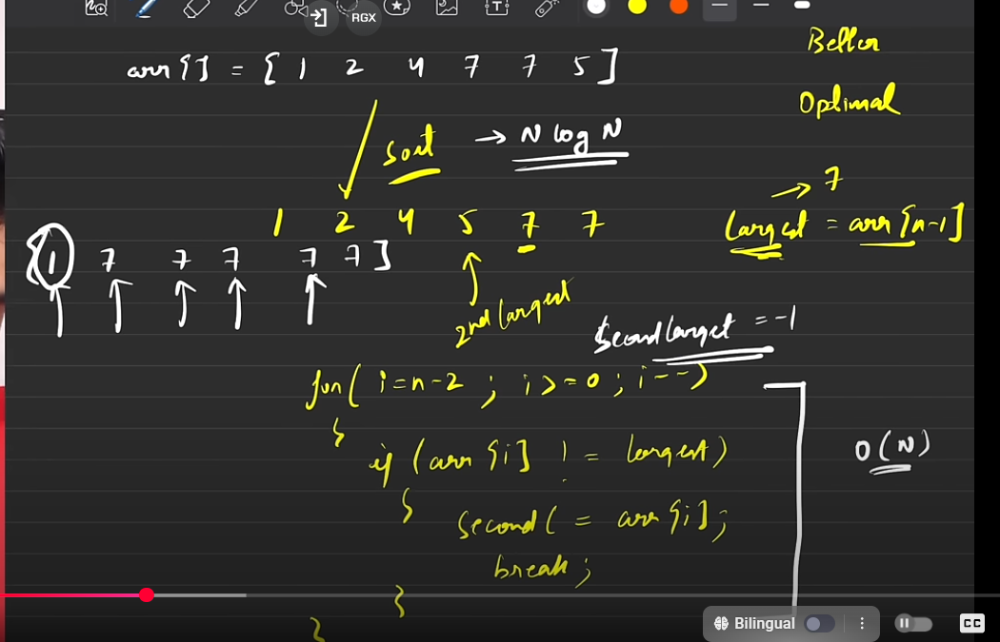 RGX
Better
arr[] = [ 1 2 4 7 7 5 ]
Optimal
sort → N log N
→ 7
1 2 4 5 7 7
largest = arr[n-1]
[1 7 7 7 7 7 ]
2nd largest
Second largest = -1
for( i=n-2 ; i>=0 ; i--)
{
if (arr[i] != largest)
O(N)
{
secondl = arr[i];
break;
}
}
Bilingual
CC